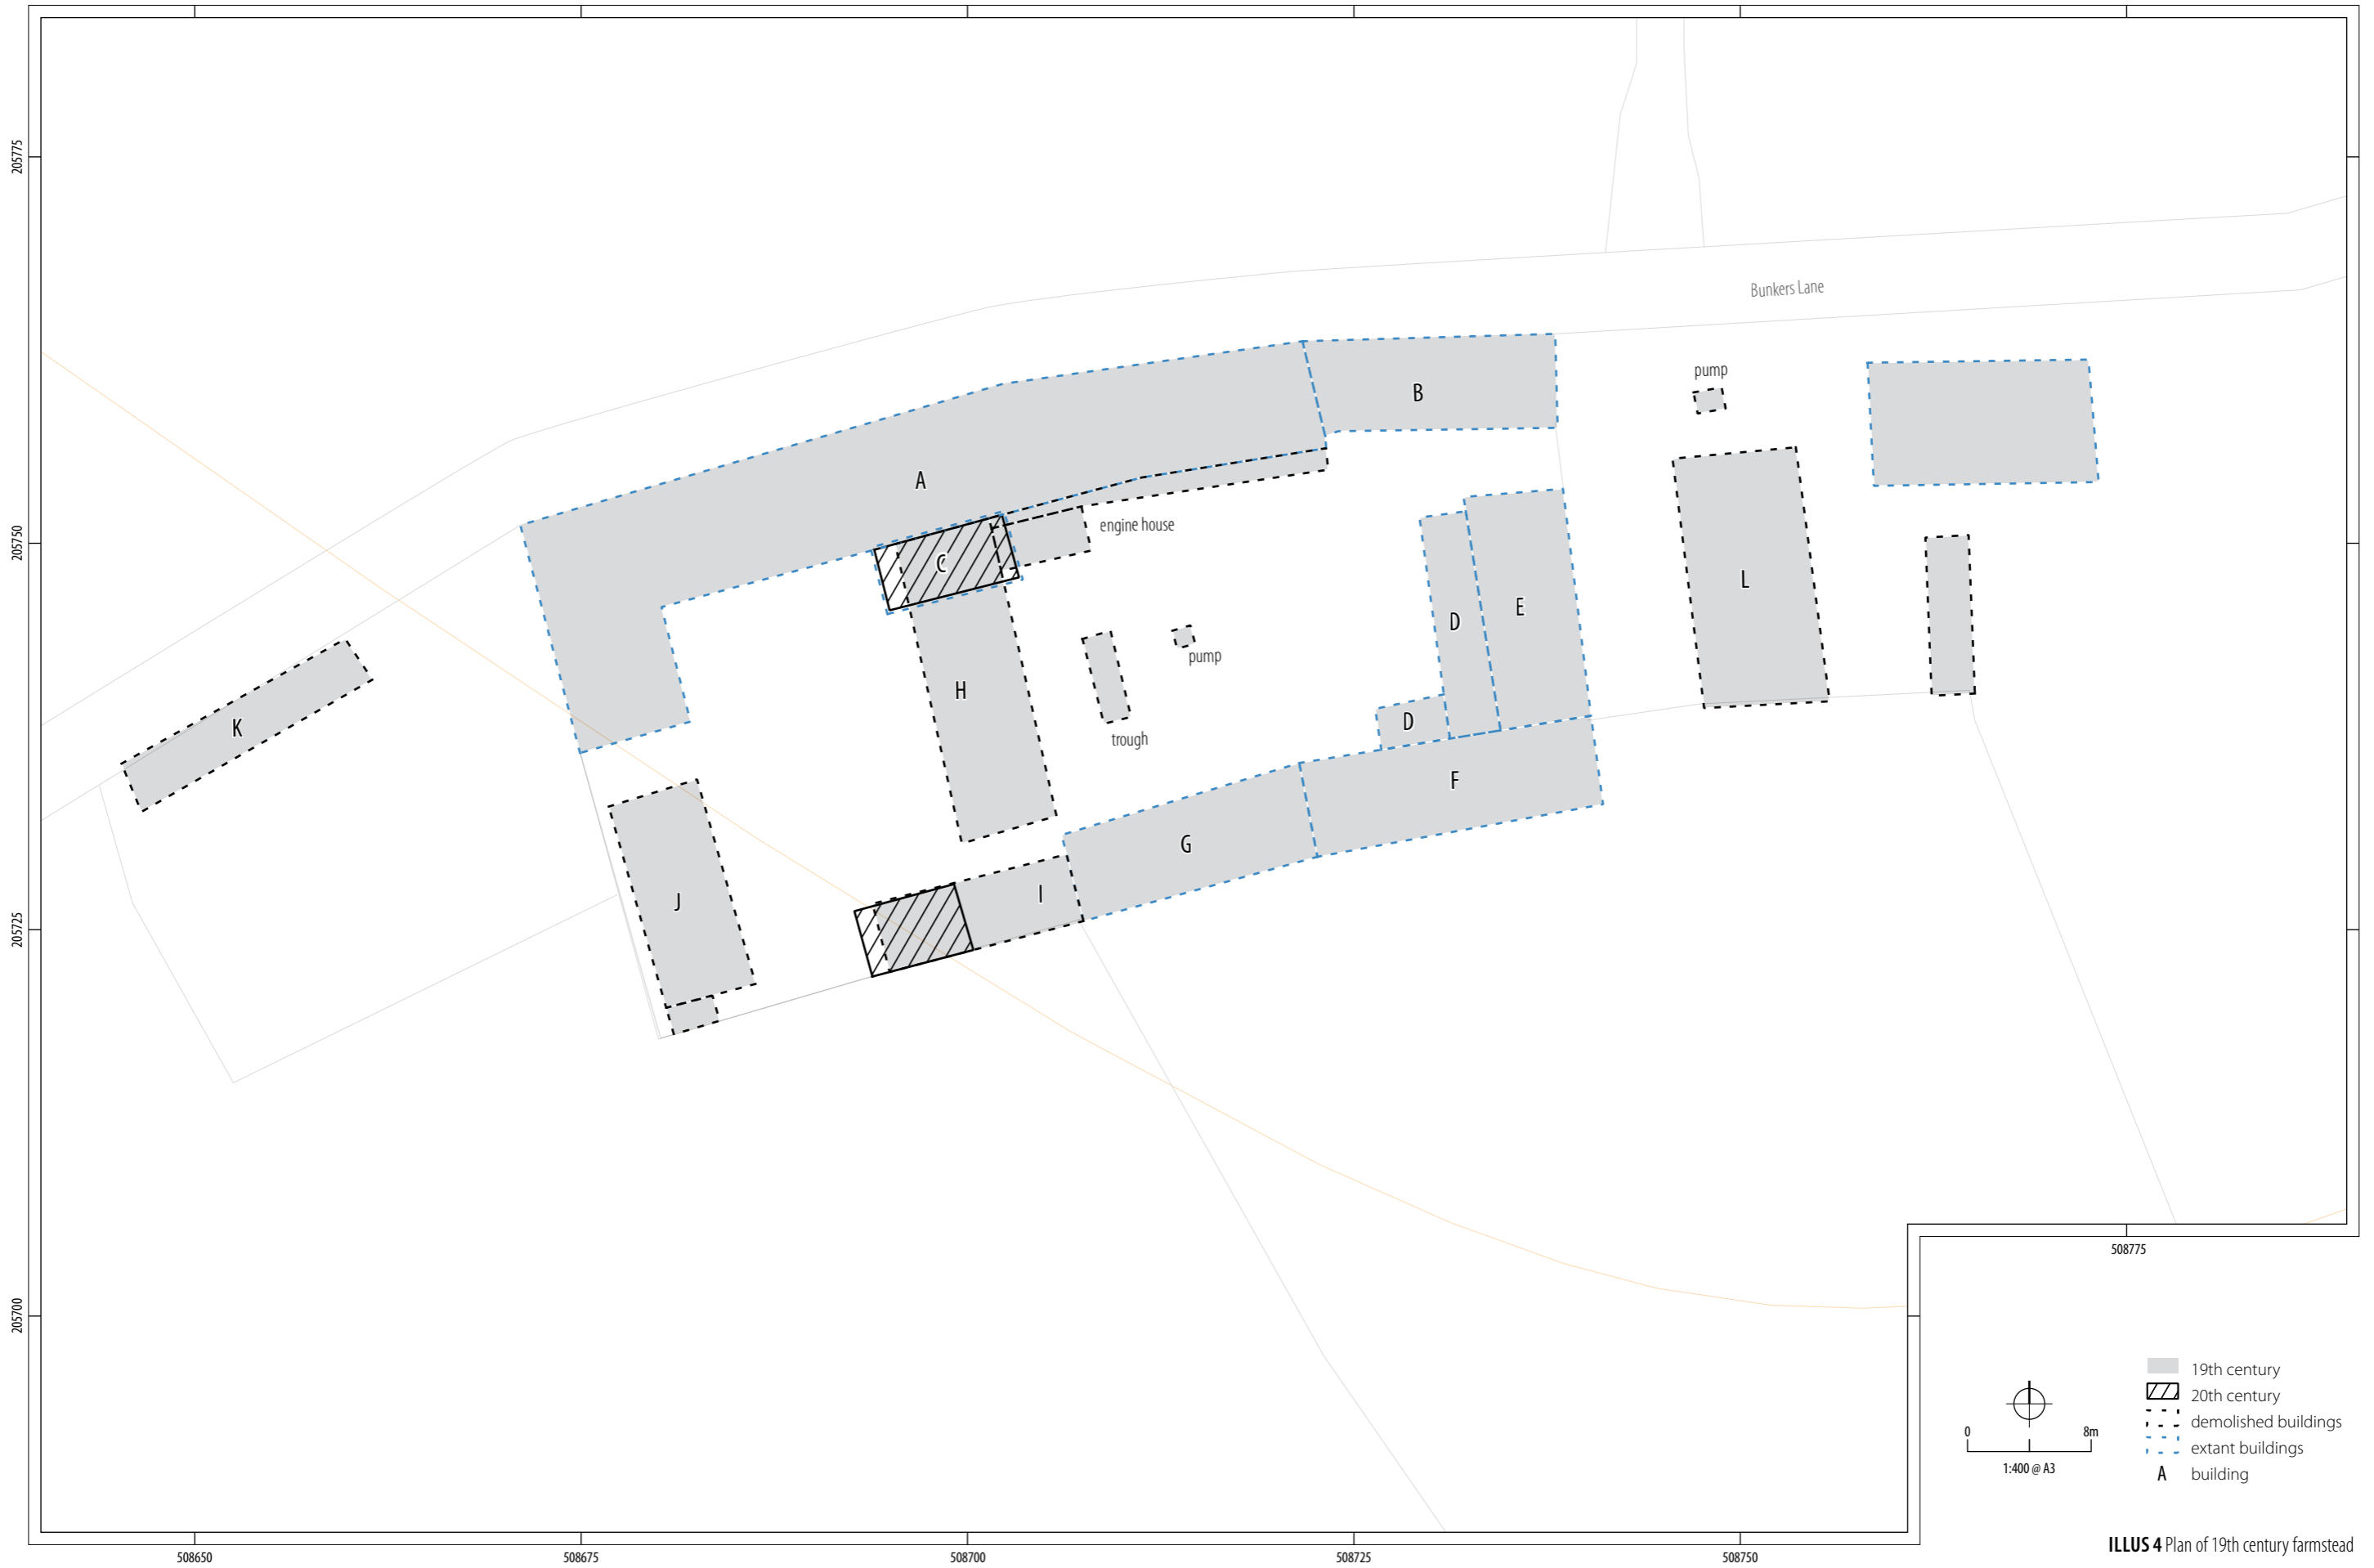 Bunkers Lane
pump
B
A
engine house
C
L
E
D
pump
H
trough
D
K
F
G
I
J
205775
205750
205725
205700
508650
508675
508700
508725
508750
508775
0 8m
1:400 @ A3
19th century
20th century
demolished buildings
extant buildings
A building
ILLUS 4 Plan of 19th century farmstead